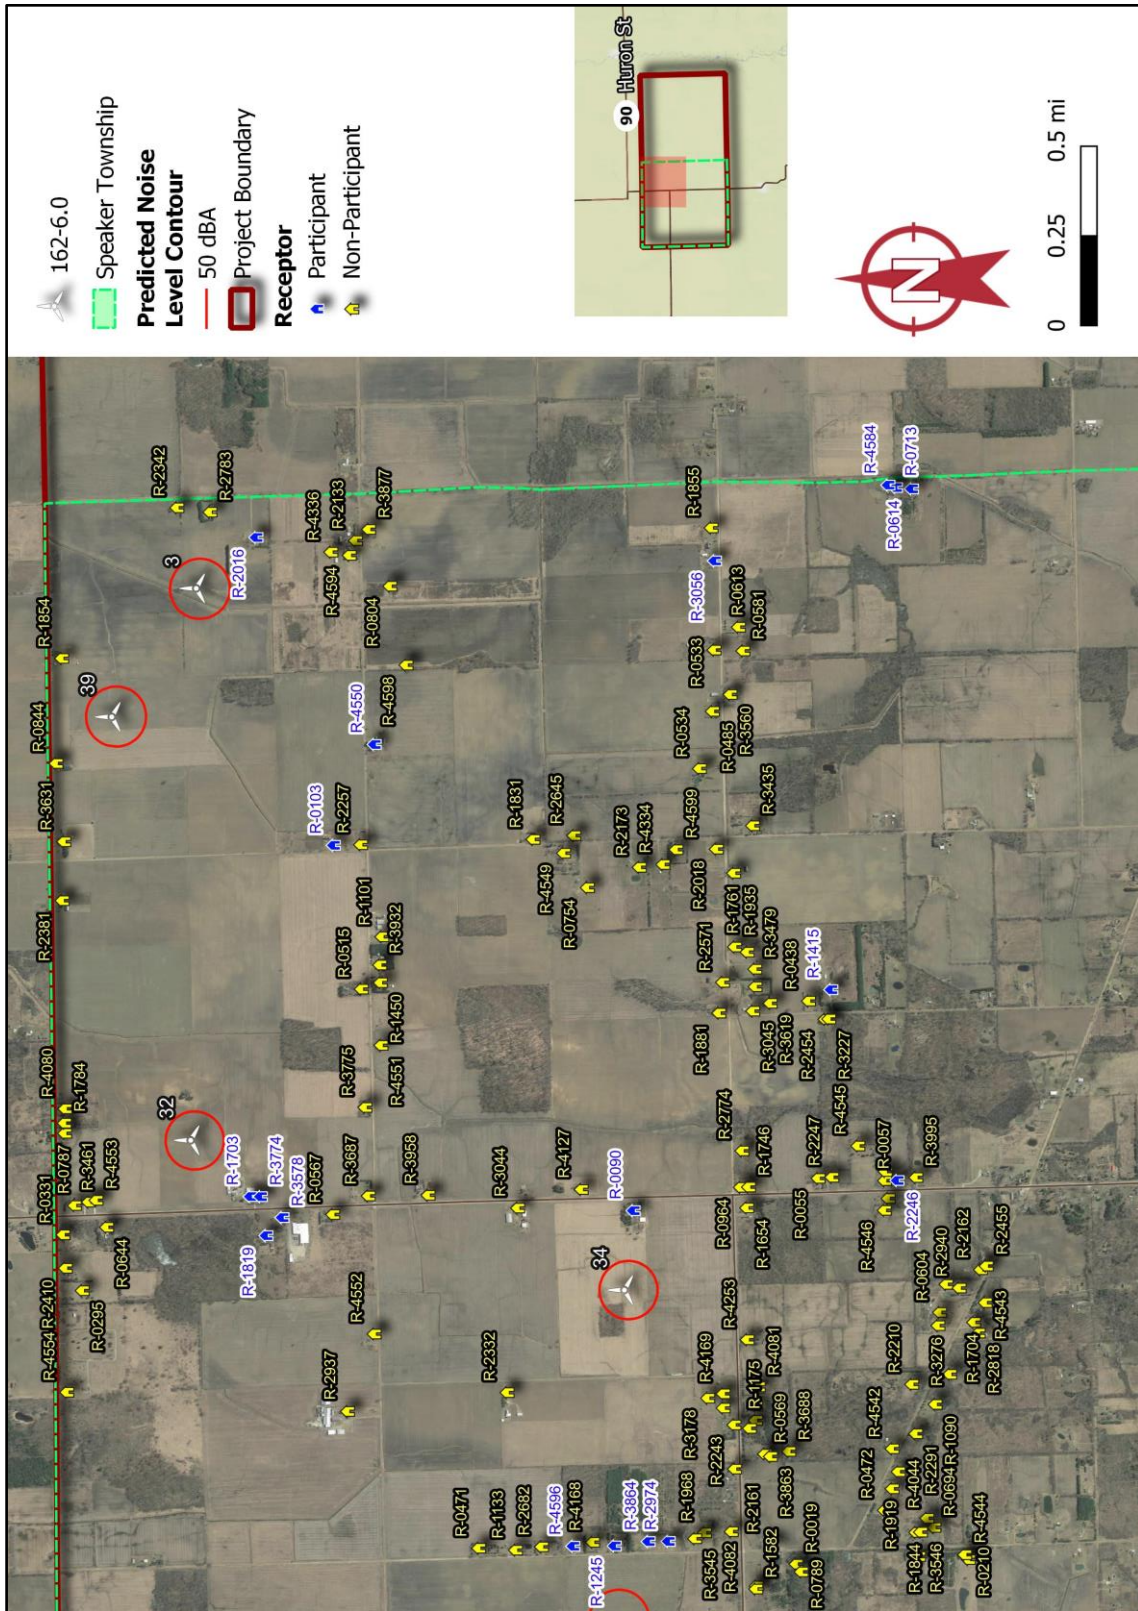 162-6.0
Speaker Township
Predicted Noise
Level Contour
50 dBA
Project Boundary
Receptor
Participant
Non-Participant
90
Huron St
N
0
0.25
0.5 mi
R-2342
R-2783
R-2016
3
R-4336
R-2133
R-4594
R-3877
R-0804
R-1854
39
R-0844
R-4550
R-4598
R-3631
R-0103
R-2257
R-2381
R-1101
R-0515
R-3932
R-1450
R-3775
R-4551
R-4080
R-1784
32
R-0787
R-3461
R-4553
R-0331
R-0644
R-1703
R-3774
R-3578
R-0567
R-3687
R-3958
R-1819
R-2410
R-0295
R-4554
R-4552
R-2937
R-3044
R-4127
R-0090
34
R-2332
R-0471
R-1133
R-2682
R-4596
R-4168
R-1245
R-3864
R-2974
R-1968
R-3545
R-4082
R-1831
R-2645
R-4549
R-0754
R-2173
R-4334
R-4599
R-2018
R-4584
R-0713
R-0614
R-1855
R-3056
R-0613
R-0581
R-0533
R-0534
R-0485
R-3560
R-3435
R-1761
R-1935
R-3479
R-2571
R-0438
R-1415
R-1881
R-3045
R-3619
R-2454
R-3227
R-2774
R-1746
R-2247
R-4545
R-0057
R-3995
R-0964
R-1654
R-0055
R-4546
R-2246
R-4253
R-4169
R-4081
R-1176
R-0569
R-3688
R-3178
R-2243
R-2161
R-3863
R-1582
R-0019
R-0789
R-0604
R-2940
R-2162
R-2455
R-2210
R-3276
R-1704
R-4543
R-2818
R-4542
R-0472
R-1090
R-4044
R-2291
R-0694
R-1919
R-1844
R-3546
R-4544
R-0210